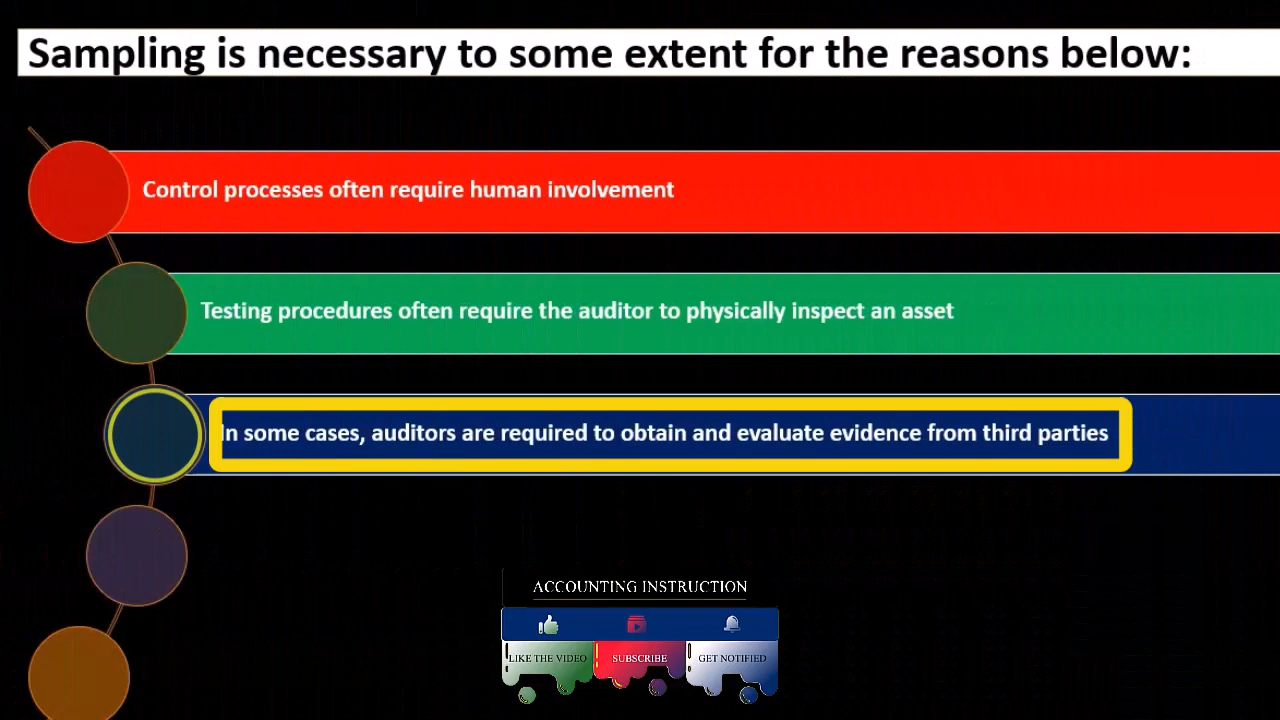 Sampling is necessary to some extent for the reasons below:
Control processes often require human involvement
Testing procedures often require the auditor to physically inspect an asset
In some cases, auditors are required to obtain and evaluate evidence from third parties
ACCOUNTING INSTRUCTION
LIKE THE VIDEO
SUBSCRIBE
GET NOTIFIED